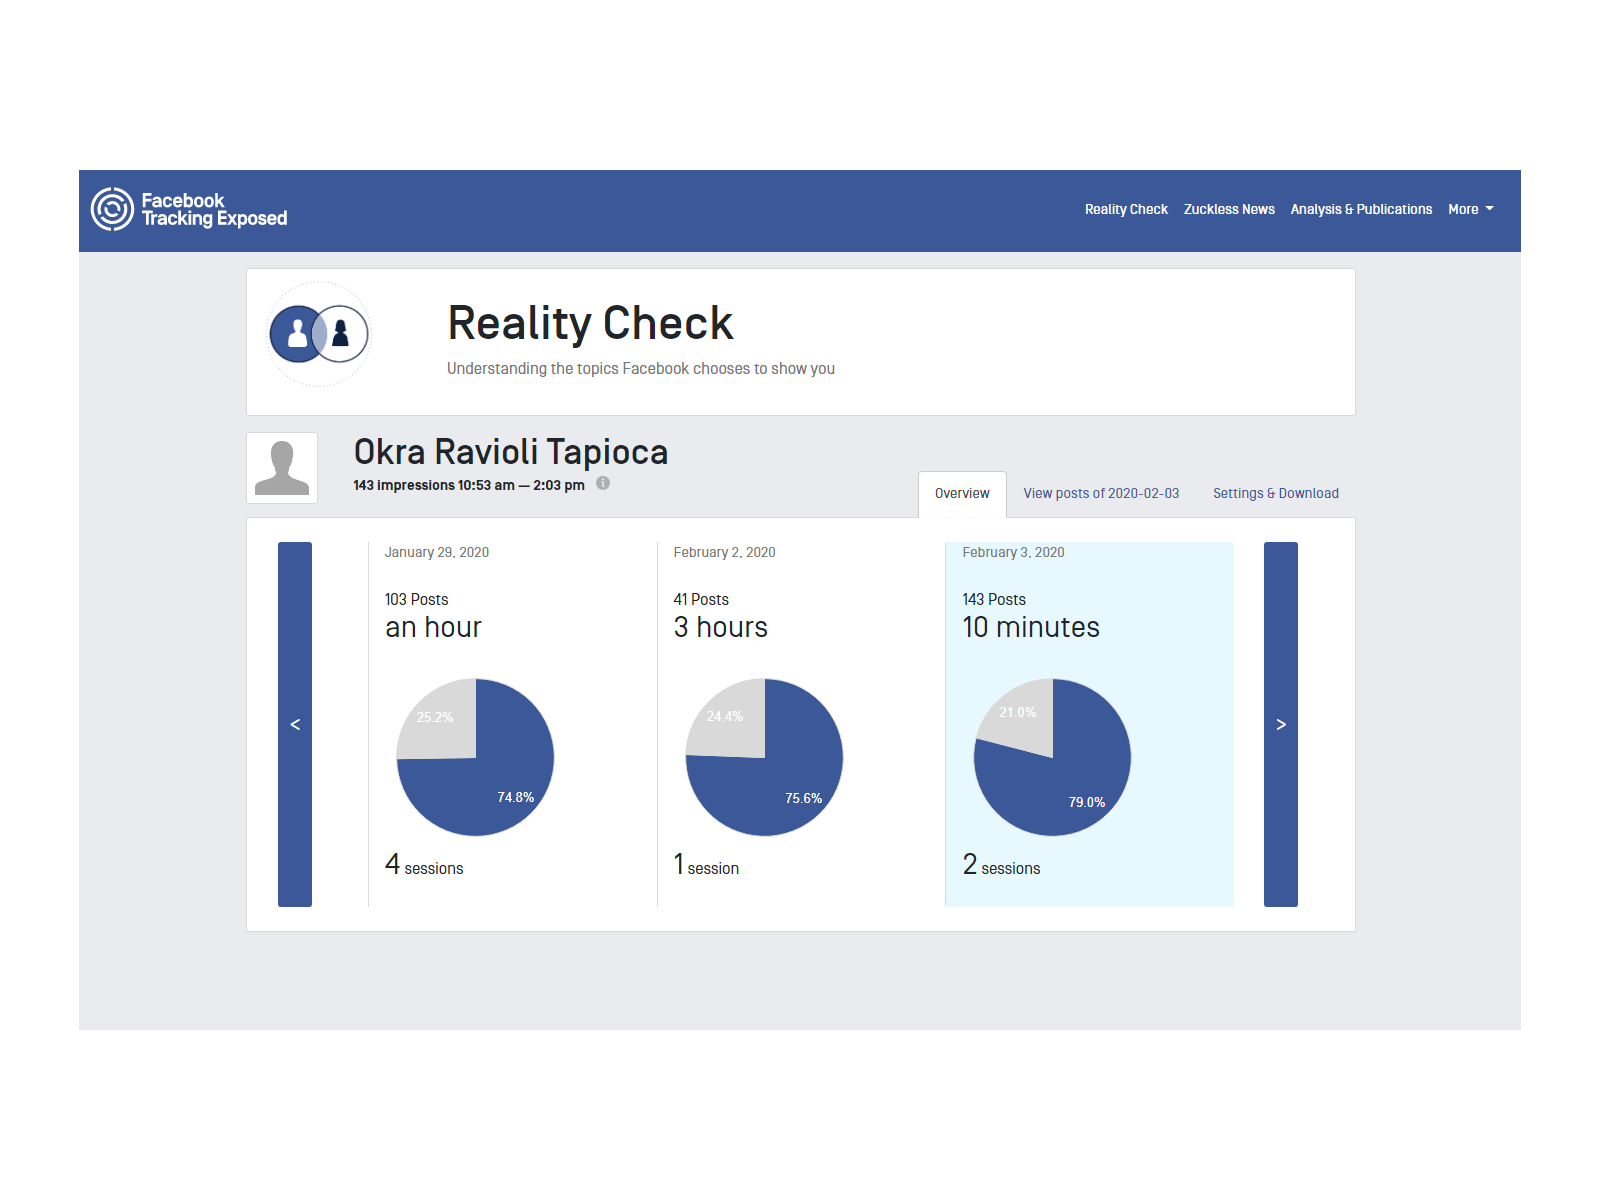 Facebook
Tracking Exposed
Reality Check
Zuckless News
Analysis & Publications
More
Reality Check
Understanding the topics Facebook chooses to show you
Okra Ravioli Tapioca
143 impressions 10:53 am — 2:03 pm
Overview
View posts of 2020-02-03
Settings & Download
<
January 29, 2020
103 Posts
an hour
25.2%
74.8%
4 sessions
February 2, 2020
41 Posts
3 hours
24.4%
75.6%
1 session
February 3, 2020
143 Posts
10 minutes
21.0%
79.0%
2 sessions
>